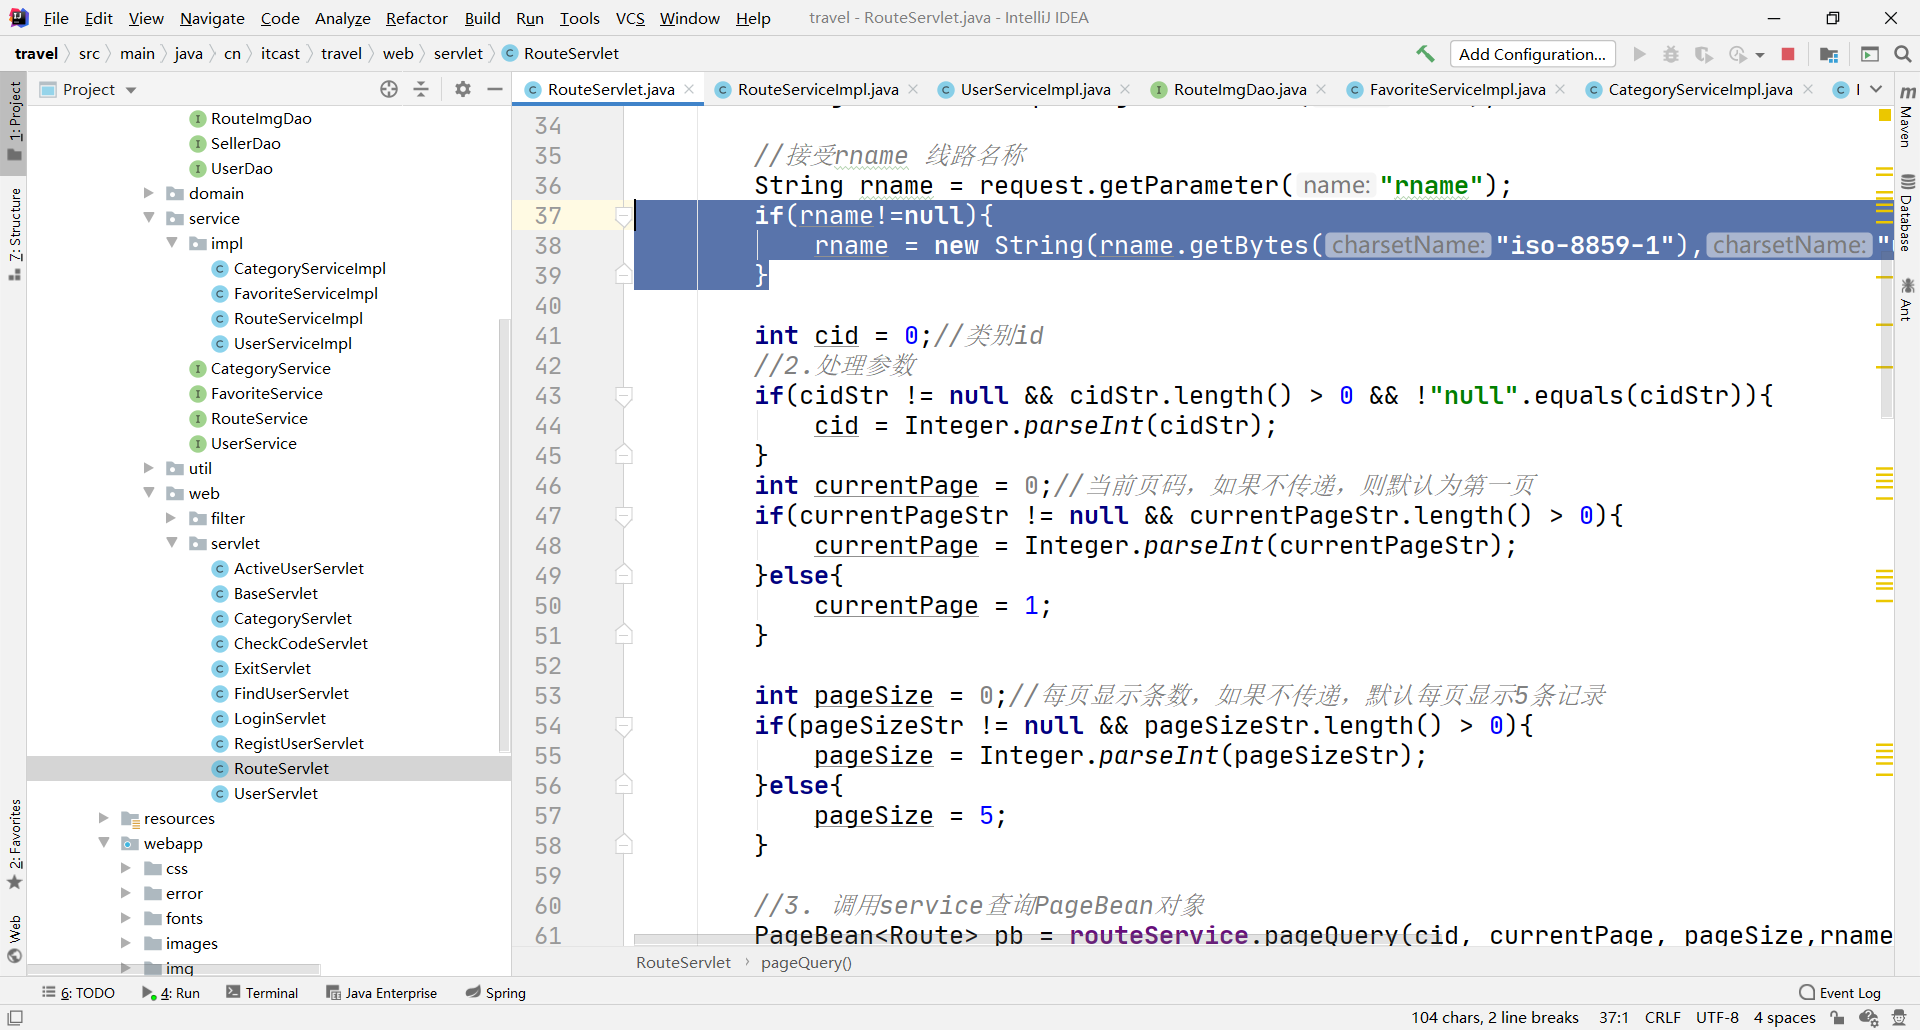 File Edit View Navigate Code Analyze Refactor Build Run Tools VCS Window Help travel - RouteServlet.java - IntelliJ IDEA
travel src main java cn itcast travel web servlet RouteServlet Add Configuration...
Project
RouteServlet.java RouteServiceImpl.java UserServiceImpl.java RouteImgDao.java FavoriteServiceImpl.java CategoryServiceImpl.java
1: Project
7: Structure
2: Favorites
Web
RouteImgDao
SellerDao
UserDao
domain
service
impl
CategoryServiceImpl
FavoriteServiceImpl
RouteServiceImpl
UserServiceImpl
CategoryService
FavoriteService
RouteService
UserService
util
web
filter
servlet
ActiveUserServlet
BaseServlet
CategoryServlet
CheckCodeServlet
ExitServlet
FindUserServlet
LoginServlet
RegistUserServlet
RouteServlet
UserServlet
resources
webapp
css
error
fonts
images
img
34
35 //接受rname 线路名称
36 String rname = request.getParameter( name: "rname");
37 if(rname!=null){
38 rname = new String(rname.getBytes( charsetName: "iso-8859-1"), charsetName: "
39 }
40
41 int cid = 0;//类别id
42 //2.处理参数
43 if(cidStr != null && cidStr.length() > 0 && !"null".equals(cidStr)){
44 cid = Integer.parseInt(cidStr);
45 }
46 int currentPage = 0;//当前页码，如果不传递，则默认为第一页
47 if(currentPageStr != null && currentPageStr.length() > 0){
48 currentPage = Integer.parseInt(currentPageStr);
49 }else{
50 currentPage = 1;
51 }
52
53 int pageSize = 0;//每页显示条数，如果不传递，默认每页显示5条记录
54 if(pageSizeStr != null && pageSizeStr.length() > 0){
55 pageSize = Integer.parseInt(pageSizeStr);
56 }else{
57 pageSize = 5;
58 }
59
60 //3. 调用service查询PageBean对象
61 PageBean<Route> pb = routeService.pageQuery(cid, currentPage, pageSize,rname
RouteServlet pageQuery()
Maven
Database
Ant
6: TODO 4: Run Terminal Java Enterprise Spring Event Log
104 chars, 2 line breaks 37:1 CRLF UTF-8 4 spaces